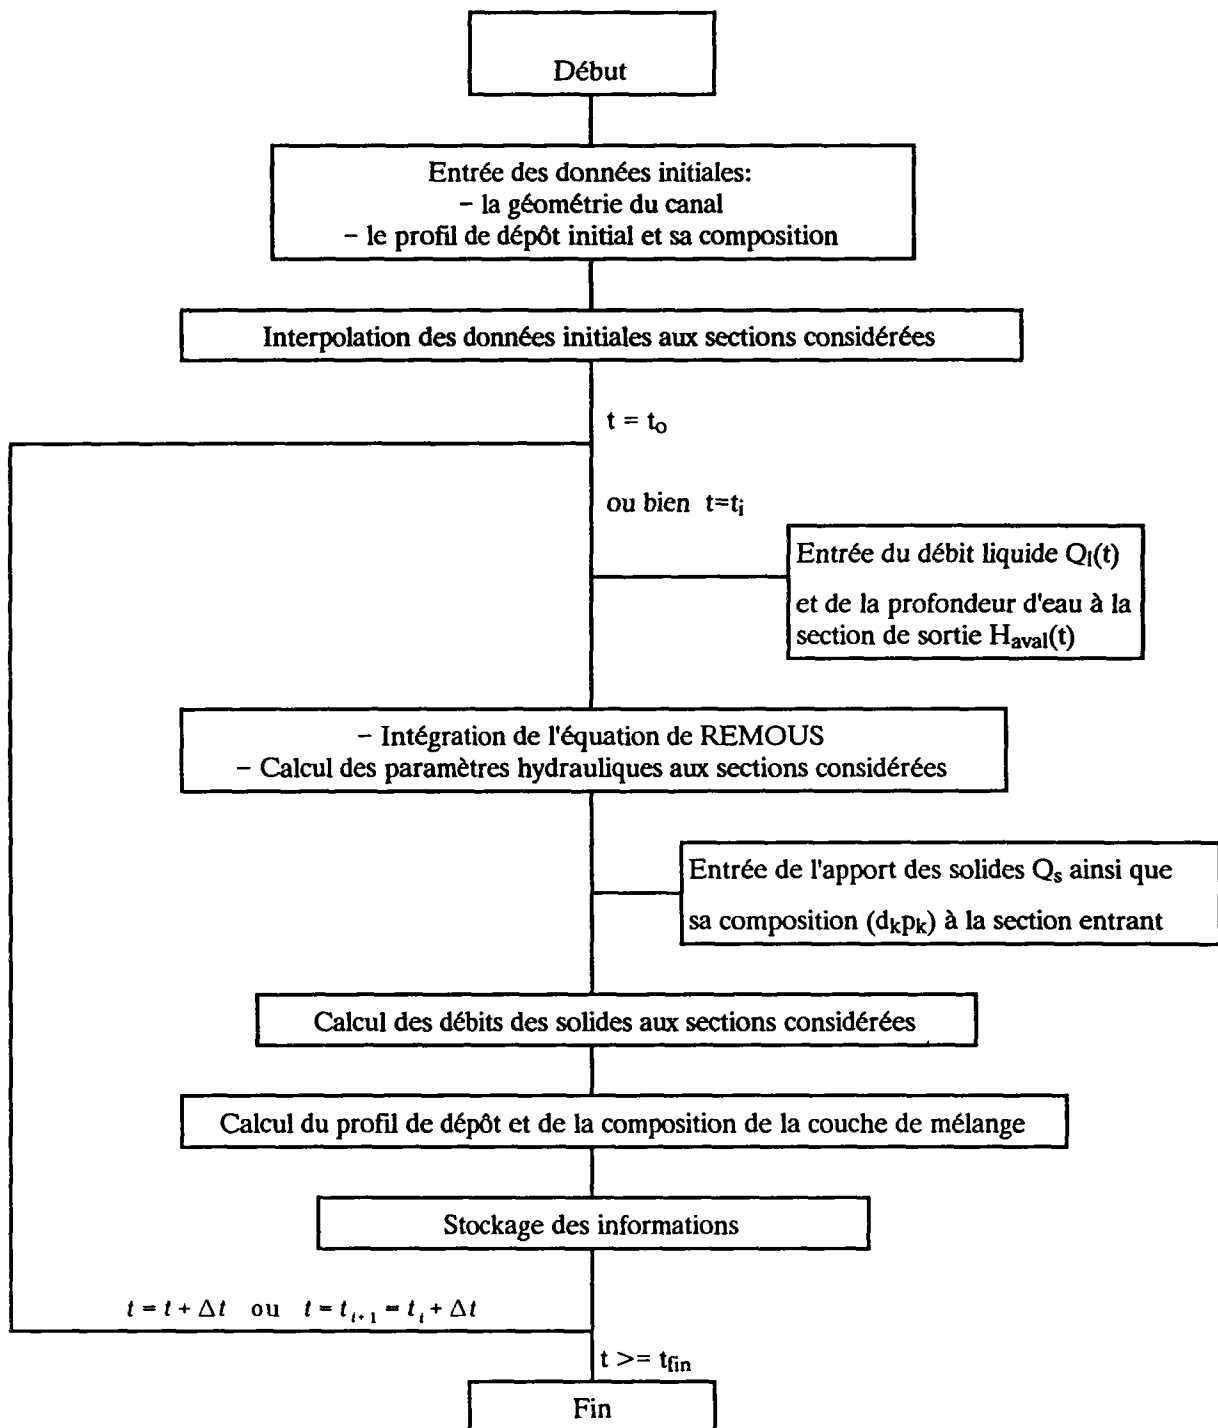 Début
Entrée des données initiales:
– la géométrie du canal
– le profil de dépôt initial et sa composition
Interpolation des données initiales aux sections considérées
t = t₀
ou bien t=tᵢ
Entrée du débit liquide Qₗ(t)
et de la profondeur d'eau à la
section de sortie Hₐᵥₐₗ(t)
– Intégration de l'équation de REMOUS
– Calcul des paramètres hydrauliques aux sections considérées
Entrée de l'apport des solides Qₛ ainsi que
sa composition (dₖpₖ) à la section entrant
Calcul des débits des solides aux sections considérées
Calcul du profil de dépôt et de la composition de la couche de mélange
Stockage des informations
t = t + Δt ou t = tᵢ₊₁ = tᵢ + Δt
t >= t_fin
Fin